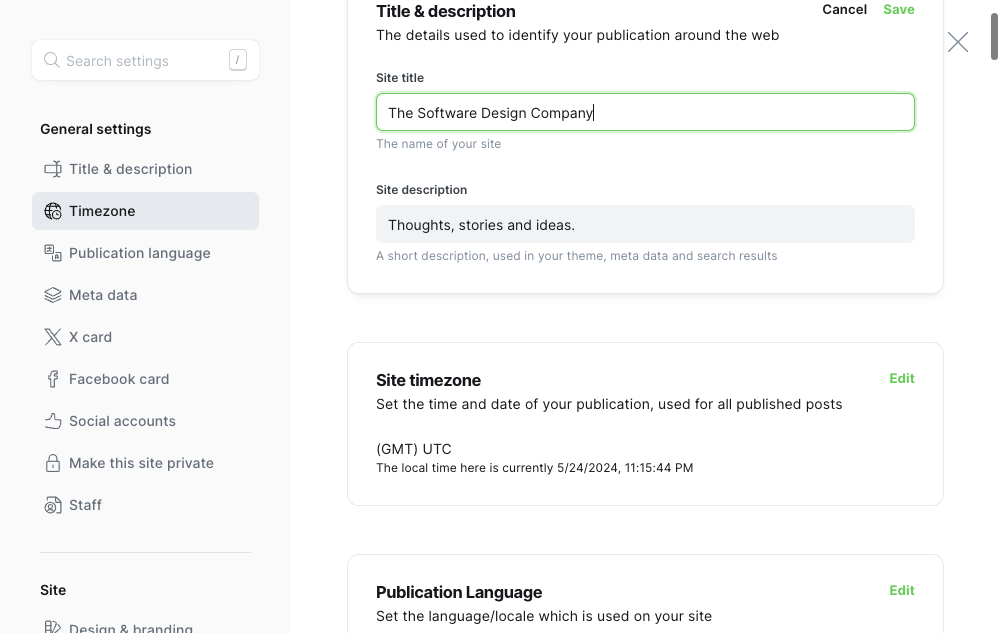 Search settings
/
General settings
Title & description
Timezone
Publication language
Meta data
X card
Facebook card
Social accounts
Make this site private
Staff
Site
Design & branding
Title & description
Cancel
Save
The details used to identify your publication around the web
Site title
The Software Design Company
The name of your site
Site description
Thoughts, stories and ideas.
A short description, used in your theme, meta data and search results
Site timezone
Edit
Set the time and date of your publication, used for all published posts
(GMT) UTC
The local time here is currently 5/24/2024, 11:15:44 PM
Publication Language
Edit
Set the language/locale which is used on your site